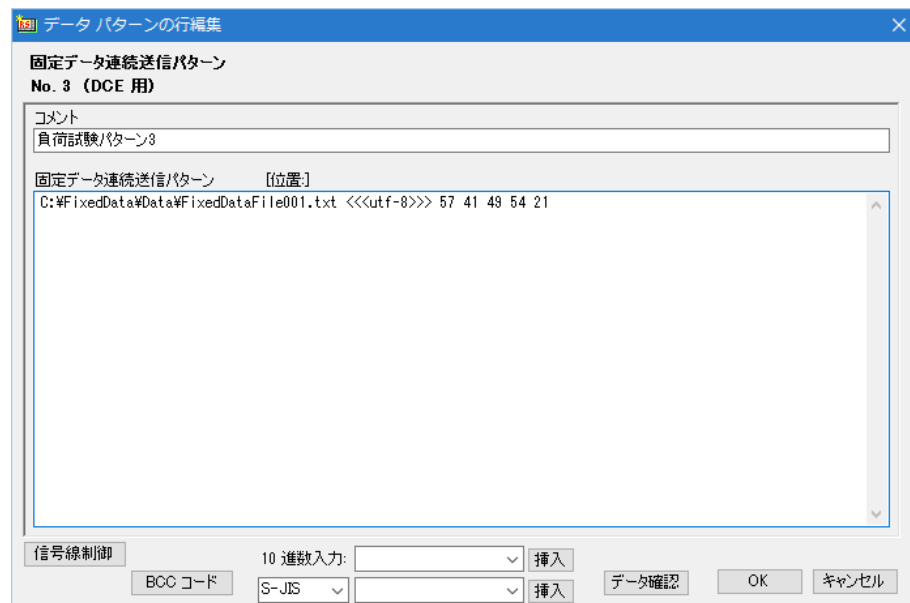 データ パターンの行編集
固定データ連続送信パターン
No. 3 (DCE 用)
コメント
負荷試験パターン3
固定データ連続送信パターン [位置:]
C:¥FixedData¥Data¥FixedDataFile001.txt <<<utf-8>>> 57 41 49 54 21
信号線制御
10 進数入力: 挿入
BCC コード
S-JIS 挿入
データ確認
OK
キャンセル